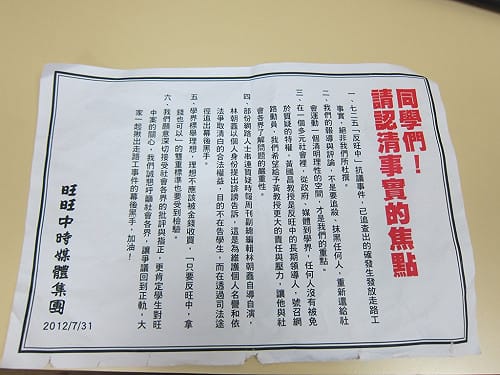 同學們！
請認清事實的焦點
一、七二五「反旺中」抗議事件，已追查出的確發生發放走路工
事實，絕非我們所杜撰。
二、我們的報導與評論，不是要追殺、抹黑任何人，重新還給社
會運動一個清明理性的空間，才是我們的重點。
三、在一個多元社會裡，從政府、媒體到學界，任何人沒有被免
於質疑的特權，黃國昌教授是反旺中的長期領導人，號召網
路動員，我們希望給予黃教授更大的責任與壓力，讓他與社
會各界了解問題的嚴重性。
四、部份網路人士串連質疑時報周刊副總編輯林朝鑫自導自演，
林朝鑫以個人身份提出誹謗告訴，這是為維護個人名譽和依
法爭取清白的合法權益，目的不在告學生，而在透過司法途
徑追出幕後黑手。
五、學界標舉理想，理想不應該被金錢收買，「只要反旺中，拿
錢也可以」的雙重標準也要受到檢驗。
六、我們願意深切接受社會各界的批評與指正，更肯定學生對旺
中案的關心，我們誠懇呼籲社會各界，讓爭議回到正軌，大
家一起揪出走路工事件的幕後黑手，加油！
旺旺中時媒體集團
2012/7/31